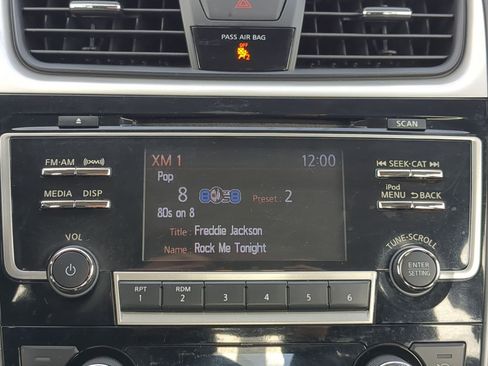 PASS AIR BAG
OFF
2
SCAN
XM 1 12:00
Pop
8 Preset : 2
80s on 8
Title : Freddie Jackson
Name : Rock Me Tonight
FM·AM
MEDIA DISP
VOL
SEEK·CAT
iPod
MENU BACK
TUNE·SCROLL
ENTER
SETTING
RPT RDM
1 2 3 4 5 6